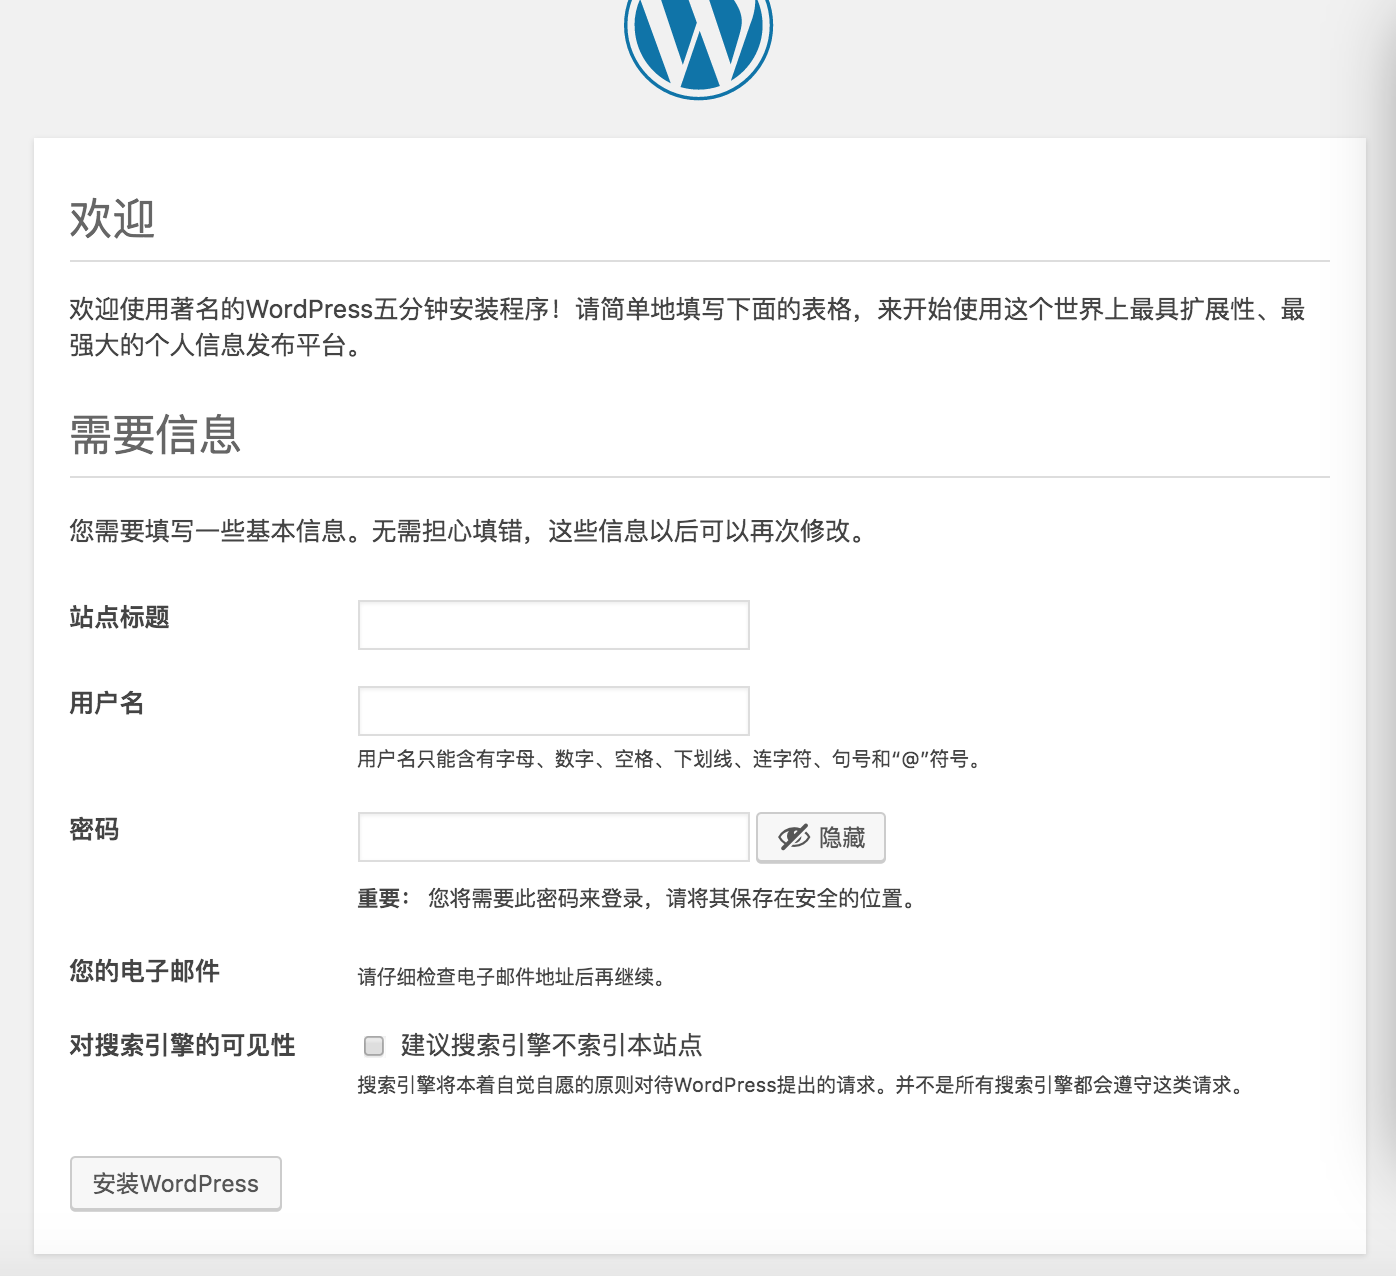 欢迎
欢迎使用著名的WordPress五分钟安装程序！请简单地填写下面的表格，来开始使用这个世界上最具扩展性、最
强大的个人信息发布平台。
需要信息
您需要填写一些基本信息。无需担心填错，这些信息以后可以再次修改。
站点标题
用户名
用户名只能含有字母、数字、空格、下划线、连字符、句号和“@”符号。
密码
隐藏
重要： 您将需要此密码来登录，请将其保存在安全的位置。
您的电子邮件
请仔细检查电子邮件地址后再继续。
对搜索引擎的可见性
建议搜索引擎不索引本站点
搜索引擎将本着自觉自愿的原则对待WordPress提出的请求。并不是所有搜索引擎都会遵守这类请求。
安装WordPress